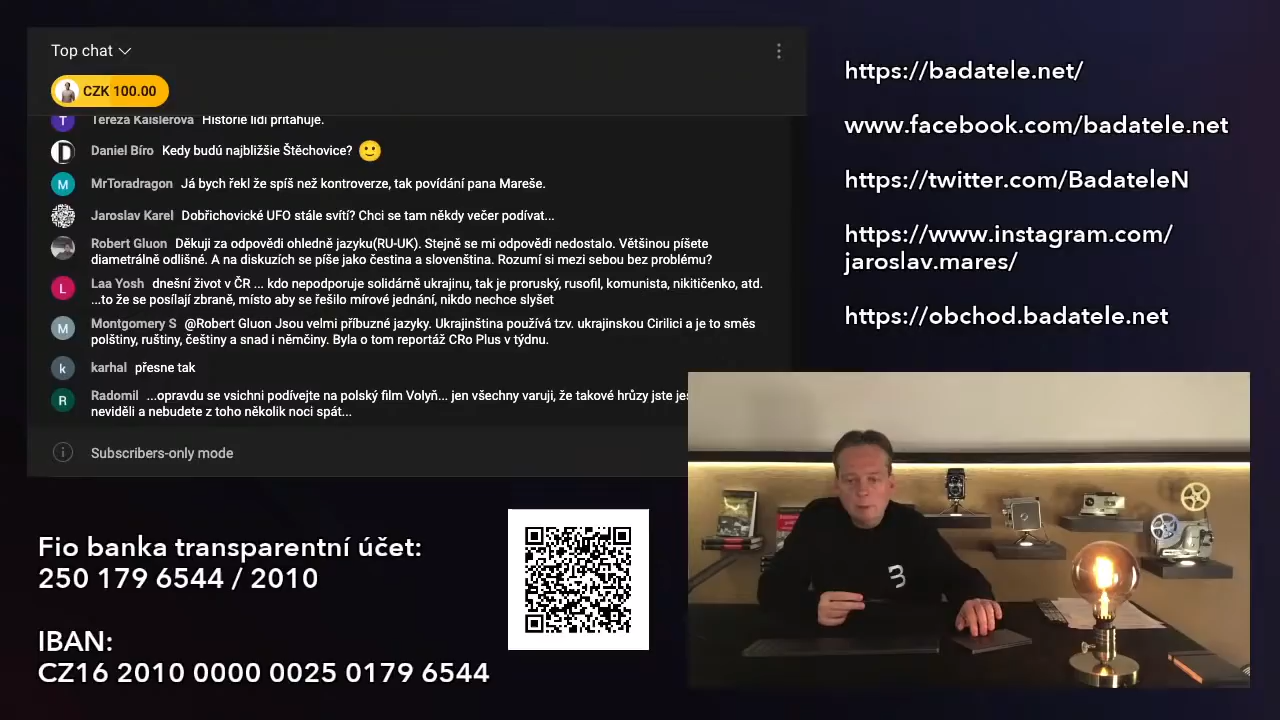 Top chat
CZK 100.00
Tereza Kaislerova Historie lidí přitahuje.
Daniel Bíro Kedy budú najbližšie Štěchovice? 🙂
MrToradragon Já bych řekl že spíš než kontroverze, tak povídání pana Mareše.
Jaroslav Karel Dobřichovické UFO stále svítí? Chci se tam někdy večer podívat...
Robert Gluon Děkuji za odpovědi ohledně jazyku(RU-UK). Stejně se mi odpovědi nedostalo. Většinou píšete
diametrálně odlišné. A na diskuzích se píše jako čestina a slovenština. Rozumí si mezi sebou bez problému?
Laa Yosh dnešní život v ČR ... kdo nepodporuje solidárně ukrajinu, tak je proruský, rusofil, komunista, nikitičenko, atd.
...to že se posílají zbraně, místo aby se řešilo mírové jednání, nikdo nechce slyšet
Montgomery S @Robert Gluon Jsou velmi příbuzné jazyky. Ukrajinština používá tzv. ukrajinskou Cirilici a je to směs
polštiny, ruštiny, češtiny a snad i němčiny. Byla o tom reportáž CRo Plus v týdnu.
karhal přesne tak
Radomil ...opravdu se vsichni podívejte na polský film Volyň... jen všechny varuji, že takové hrůzy jste
neviděli a nebudete z toho několik noci spát...
Subscribers-only mode
https://badatele.net/
www.facebook.com/badatele.net
https://twitter.com/BadateleN
https://www.instagram.com/
jaroslav.mares/
https://obchod.badatele.net
Fio banka transparentní účet:
250 179 6544 / 2010
IBAN:
CZ16 2010 0000 0025 0179 6544